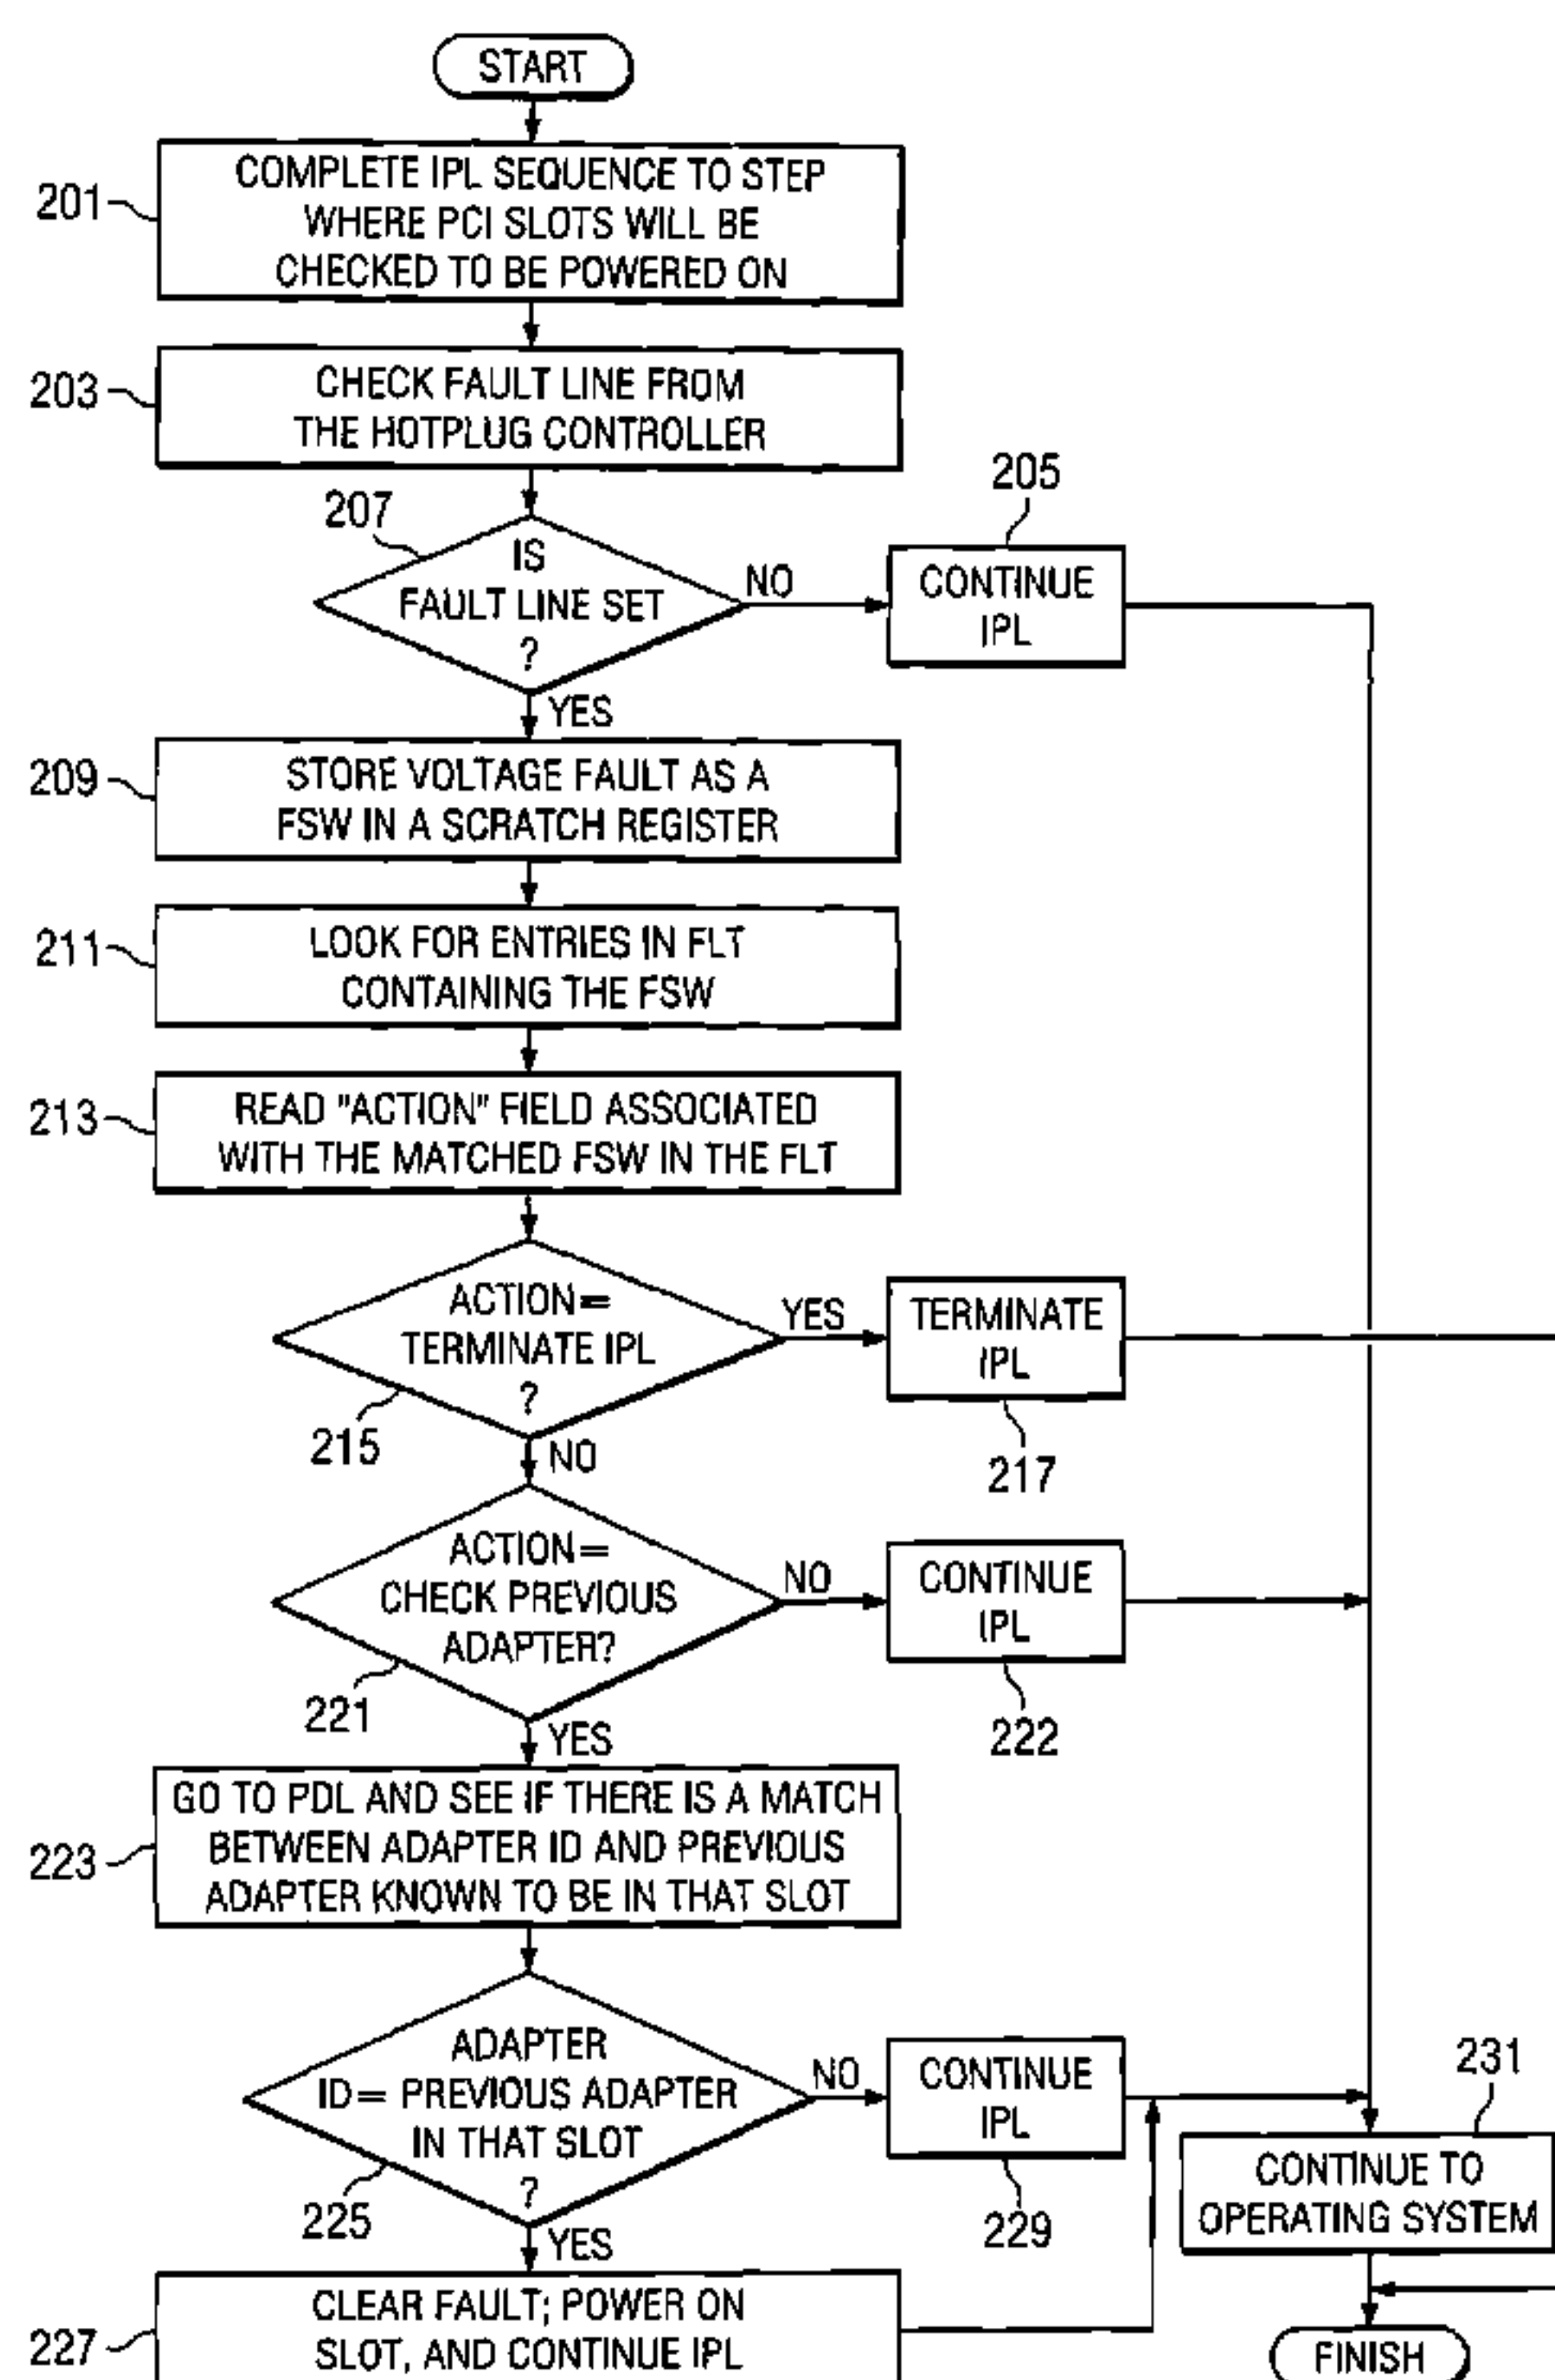 START
201
COMPLETE IPL SEQUENCE TO STEP
WHERE PCI SLOTS WILL BE
CHECKED TO BE POWERED ON
203
CHECK FAULT LINE FROM
THE HOTPLUG CONTROLLER
207
IS
FAULT LINE SET
?
NO
205
CONTINUE
IPL
YES
209
STORE VOLTAGE FAULT AS A
FSW IN A SCRATCH REGISTER
211
LOOK FOR ENTRIES IN FLT
CONTAINING THE FSW
213
READ "ACTION" FIELD ASSOCIATED
WITH THE MATCHED FSW IN THE FLT
ACTION=
TERMINATE IPL
?
215
YES
TERMINATE
IPL
217
NO
ACTION=
CHECK PREVIOUS
ADAPTER?
221
NO
CONTINUE
IPL
222
YES
223
GO TO PDL AND SEE IF THERE IS A MATCH
BETWEEN ADAPTER ID AND PREVIOUS
ADAPTER KNOWN TO BE IN THAT SLOT
ADAPTER
ID= PREVIOUS ADAPTER
IN THAT SLOT
?
225
NO
CONTINUE
IPL
229
231
CONTINUE TO
OPERATING SYSTEM
YES
227
CLEAR FAULT; POWER ON
SLOT, AND CONTINUE IPL
FINISH